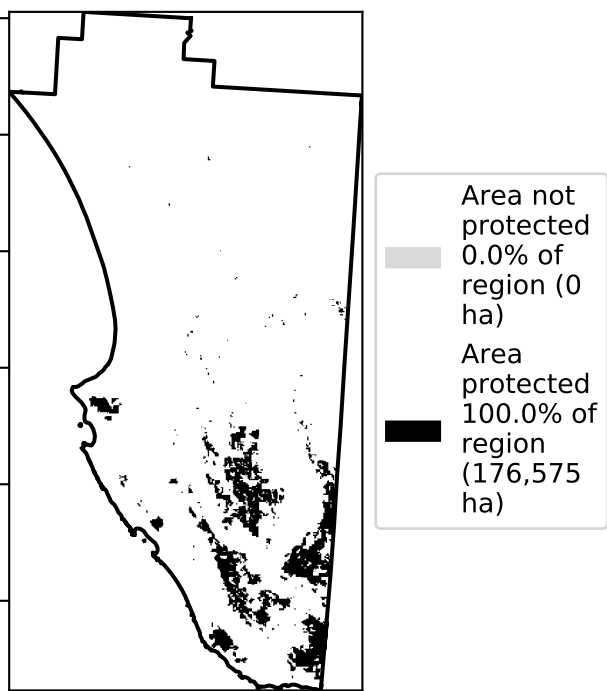 Area not
protected
0.0% of
region (0
ha)
Area
protected
100.0% of
region
(176,575
ha)